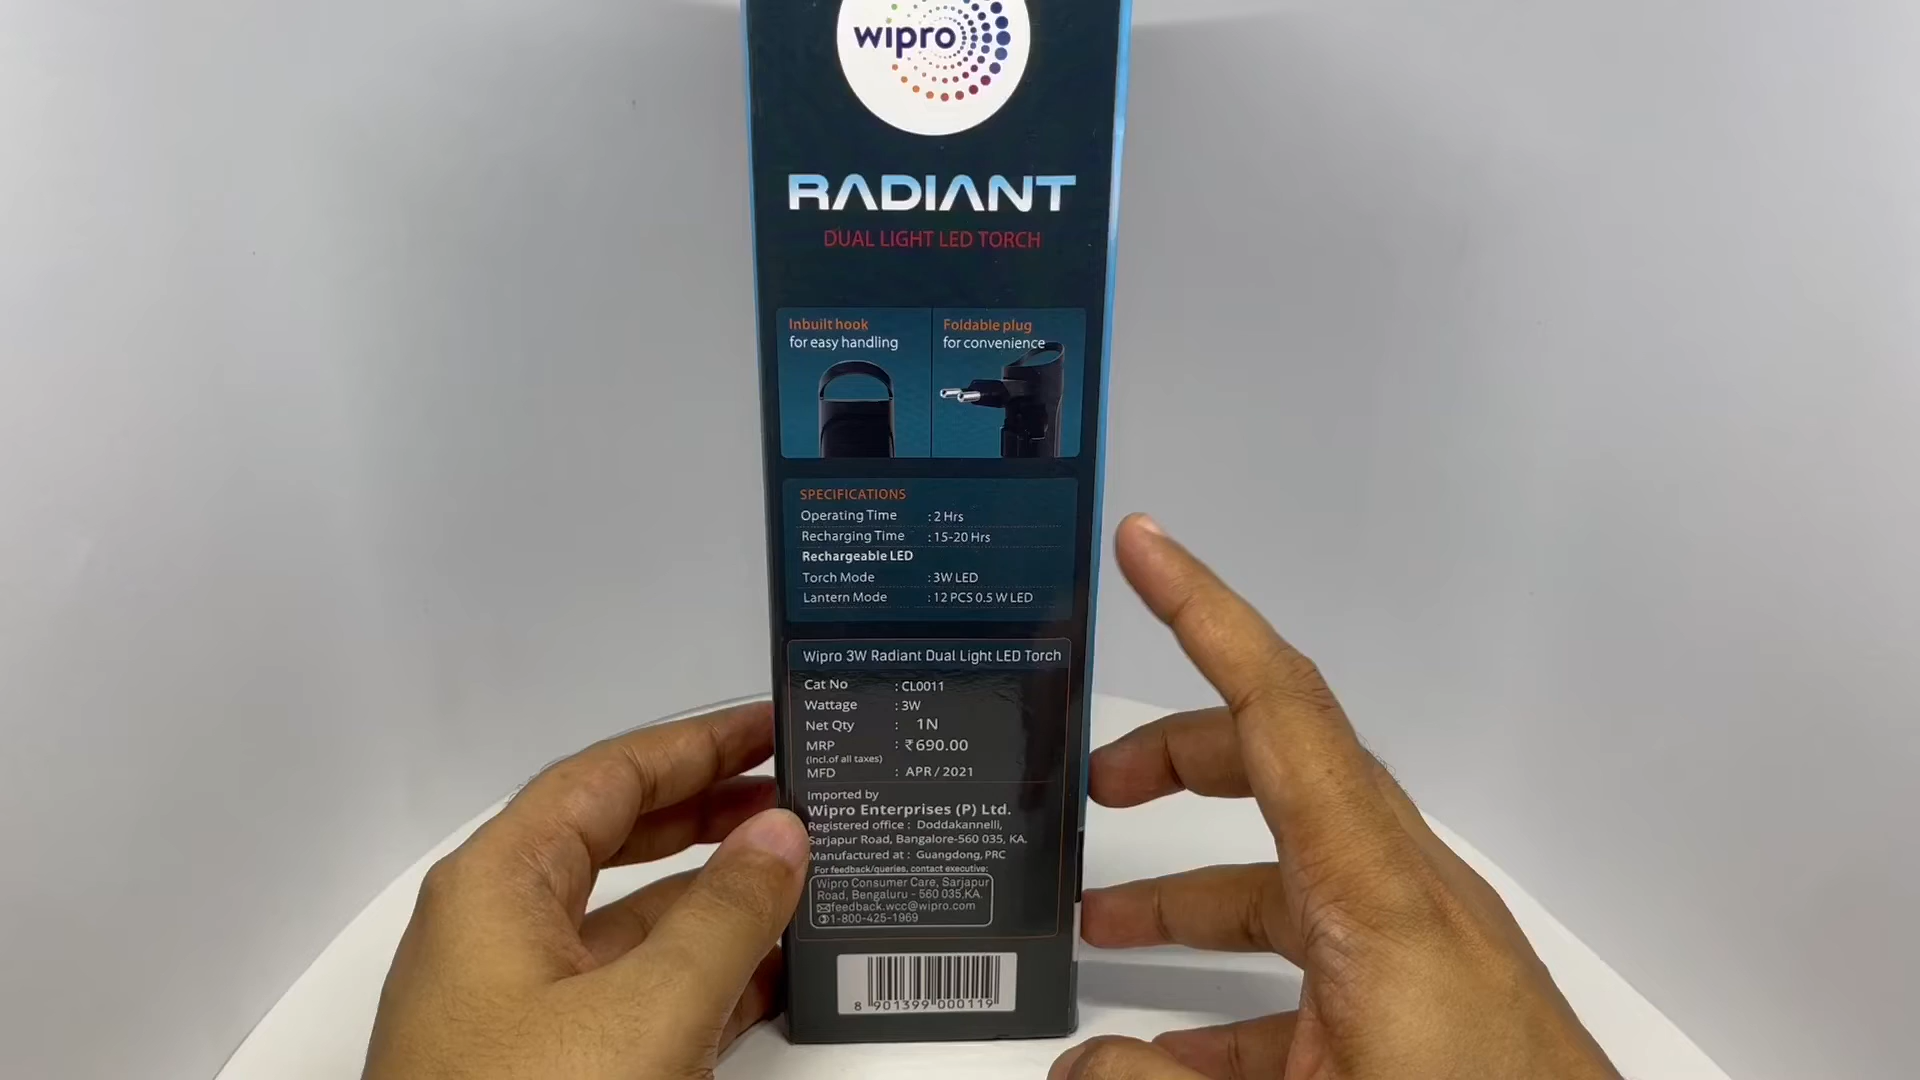 wipro
RADIANT
DUAL LIGHT LED TORCH
Inbuilt hook
for easy handling
Foldable plug
for convenience
SPECIFICATIONS
Operating Time : 2 Hrs
Recharging Time : 15-20 Hrs
Rechargeable LED
Torch Mode : 3W LED
Lantern Mode : 12 PCS 0.5 W LED
Wipro 3W Radiant Dual Light LED Torch
Cat No : CL0011
Wattage : 3W
Net Qty : 1N
MRP : ₹690.00
(Incl.of all taxes)
MFD : APR/2021
Imported by
Wipro Enterprises (P) Ltd.
Registered office : Doddakannelli,
Sarjapur Road, Bangalore-560 035, KA.
Manufactured at : Guangdong, PRC
For feedback/queries, contact executive:
Wipro Consumer Care, Sarjapur
Road, Bengaluru - 560 035,KA.
feedback.wcc@wipro.com
1-800-425-1969
8 901399 000119